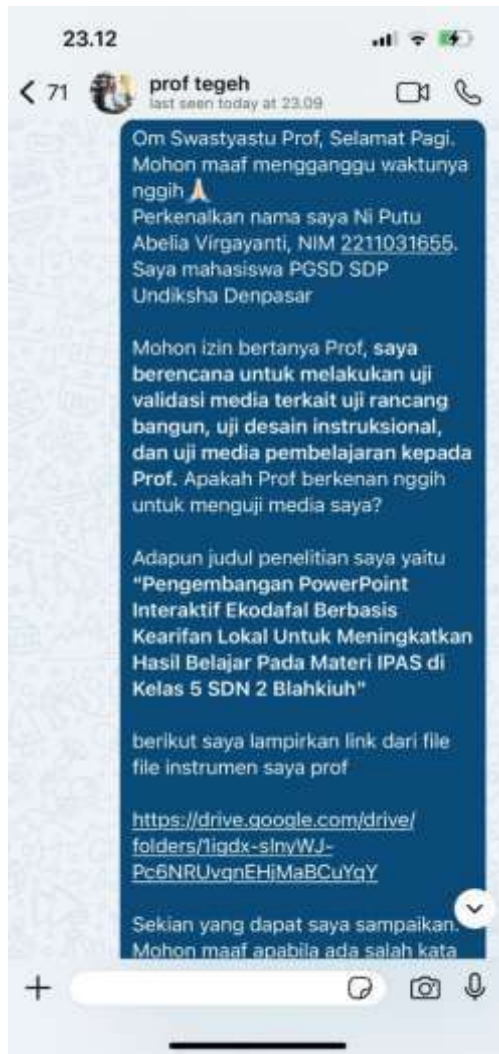 23.12
71
prof tegeh
last seen today at 23.09
Om Swastyastu Prof, Selamat Pagi.
Mohon maaf mengganggu waktunya
nggih 🙏🏻
Perkenalkan nama saya Ni Putu
Abelia Virgayanti, NIM 2211031655.
Saya mahasiswa PGSD SDP
Undiksha Denpasar
Mohon izin bertanya Prof, saya
berencana untuk melakukan uji
validasi media terkait uji rancang
bangun, uji desain instruksional,
dan uji media pembelajaran kepada
Prof. Apakah Prof berkenan nggih
untuk menguji media saya?
Adapun judul penelitian saya yaitu
"Pengembangan PowerPoint
Interaktif Ekodafal Berbasis
Kearifan Lokal Untuk Meningkatkan
Hasil Belajar Pada Materi IPAS di
Kelas 5 SDN 2 Blahkiuh"
berikut saya lampirkan link dari file
file instrumen saya prof
https://drive.google.com/drive/
folders/1igdx-slnyWJ-
Pc6NRUvgnEHjMaBCuYqY
Sekian yang dapat saya sampaikan.
Mohon maaf apabila ada salah kata